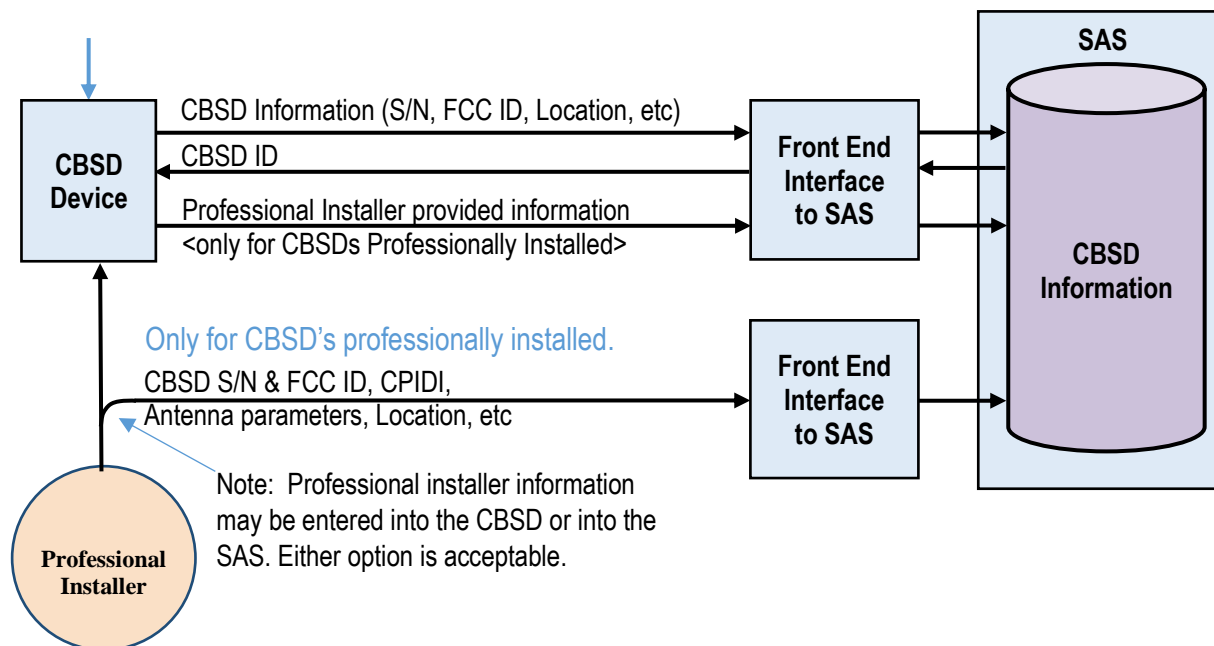 SAS
CBSD Information (S/N, FCC ID, Location, etc)
CBSD ID
CBSD
Device
Professional Installer provided information
<only for CBSDs Professionally Installed>
Front End
Interface
to SAS
CBSD
Information
Only for CBSD’s professionally installed.
CBSD S/N & FCC ID, CPIDI,
Antenna parameters, Location, etc
Front End
Interface
to SAS
Note:  Professional installer information
may be entered into the CBSD or into the
SAS. Either option is acceptable.
Professional
Installer